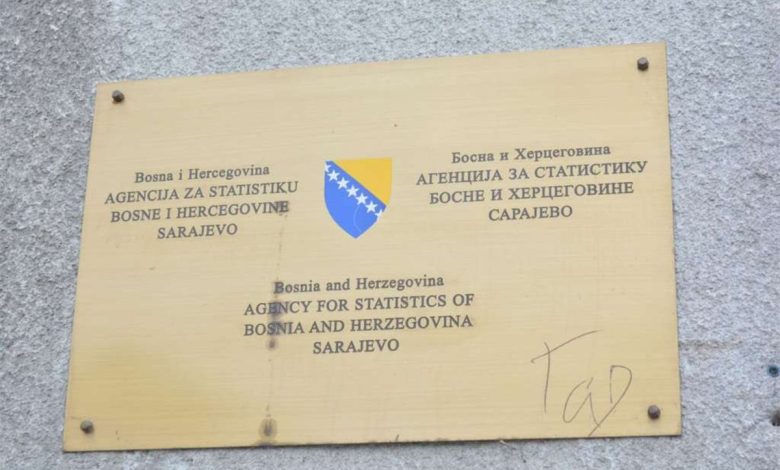 Bosna i Hercegovina
AGENCIJA ZA STATISTIKU
BOSNE I HERCEGOVINE
SARAJEVO
Босна и Херцеговина
АГЕНЦИЈА ЗА СТАТИСТИКУ
БОСНЕ И ХЕРЦЕГОВИНЕ
САРАЈЕВО
Bosnia and Herzegovina
AGENCY FOR STATISTICS OF
BOSNIA AND HERZEGOVINA
SARAJEVO